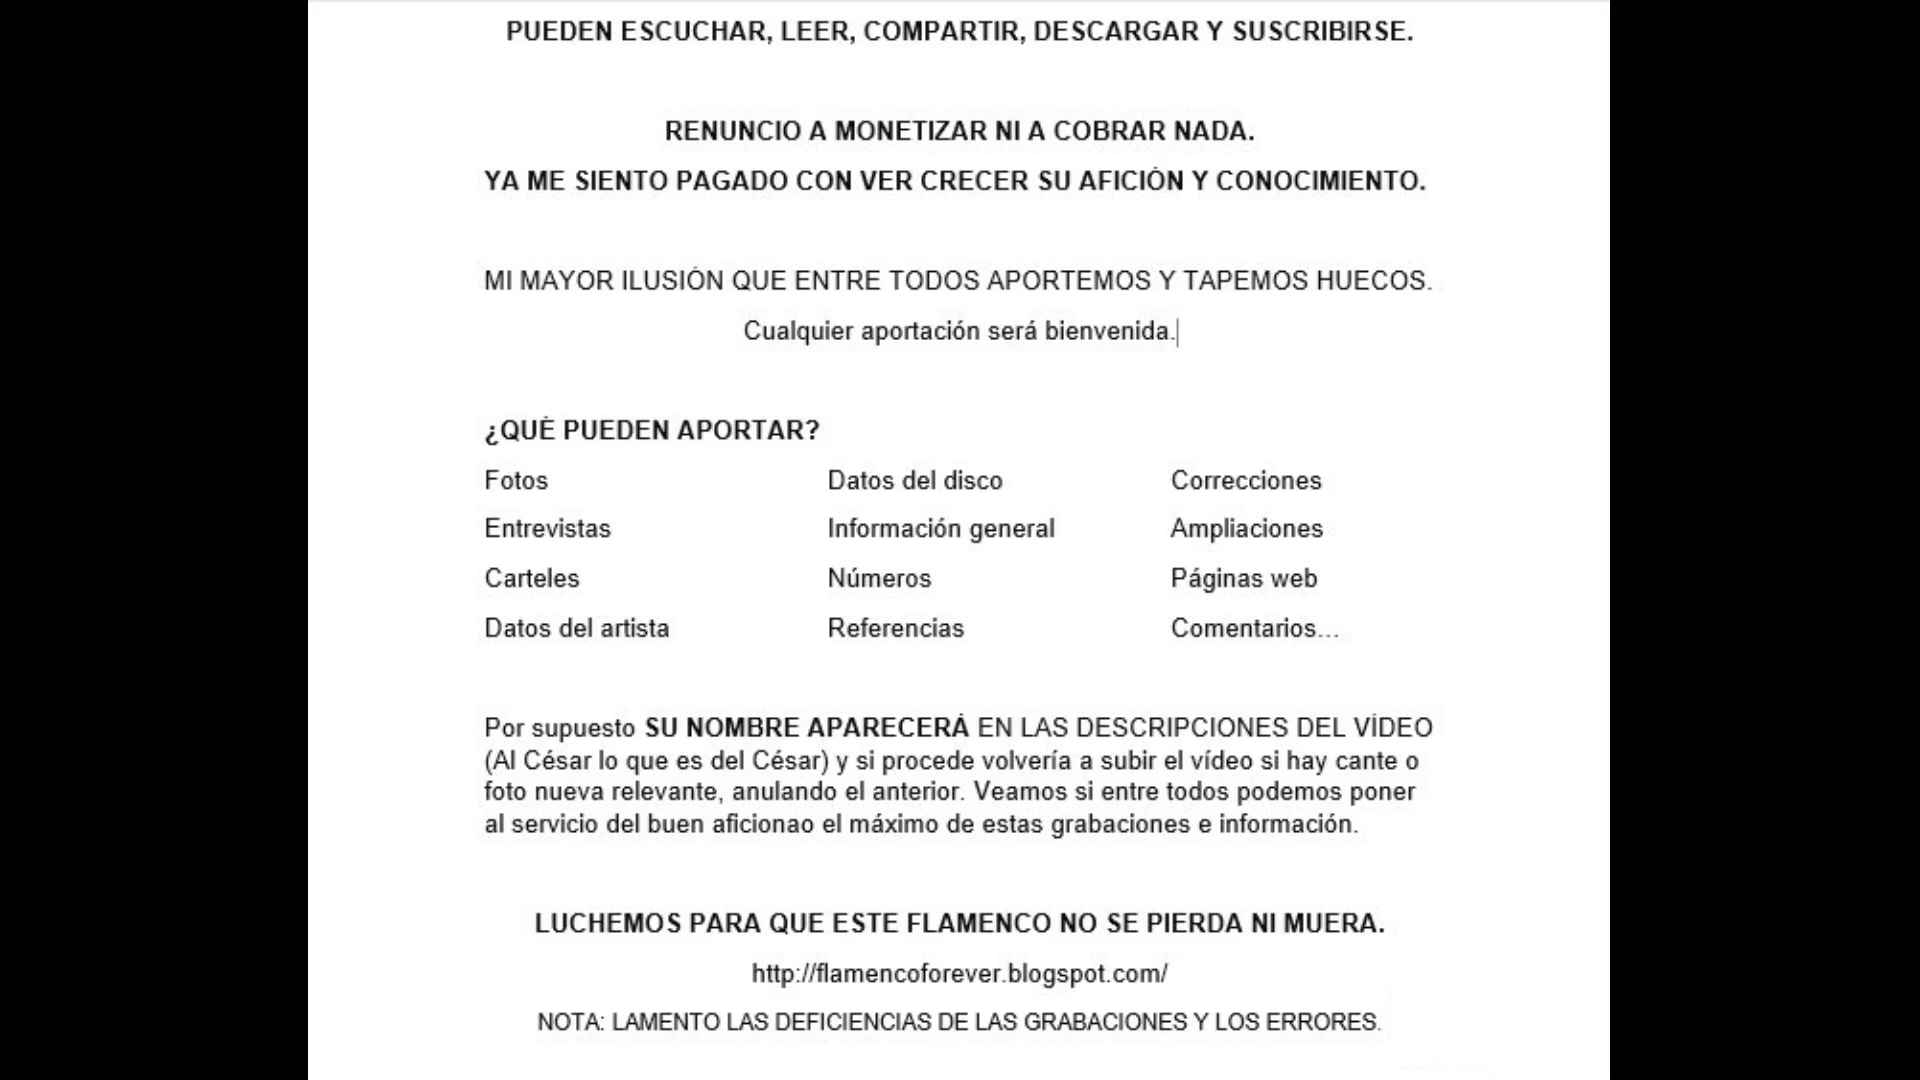 PUEDEN ESCUCHAR, LEER, COMPARTIR, DESCARGAR Y SUSCRIBIRSE.
RENUNCIO A MONETIZAR NI A COBRAR NADA.
YA ME SIENTO PAGADO CON VER CRECER SU AFICIÓN Y CONOCIMIENTO.
MI MAYOR ILUSIÓN QUE ENTRE TODOS APORTEMOS Y TAPEMOS HUECOS.
Cualquier aportación será bienvenida.
¿QUÉ PUEDEN APORTAR?
Fotos Datos del disco Correcciones
Entrevistas Información general Ampliaciones
Carteles Números Páginas web
Datos del artista Referencias Comentarios...
Por supuesto SU NOMBRE APARECERÁ EN LAS DESCRIPCIONES DEL VÍDEO
(Al César lo que es del César) y si procede volvería a subir el vídeo si hay cante o
foto nueva relevante, anulando el anterior. Veamos si entre todos podemos poner
al servicio del buen aficionao el máximo de estas grabaciones e información.
LUCHEMOS PARA QUE ESTE FLAMENCO NO SE PIERDA NI MUERA.
http://flamencoforever.blogspot.com/
NOTA: LAMENTO LAS DEFICIENCIAS DE LAS GRABACIONES Y LOS ERRORES.